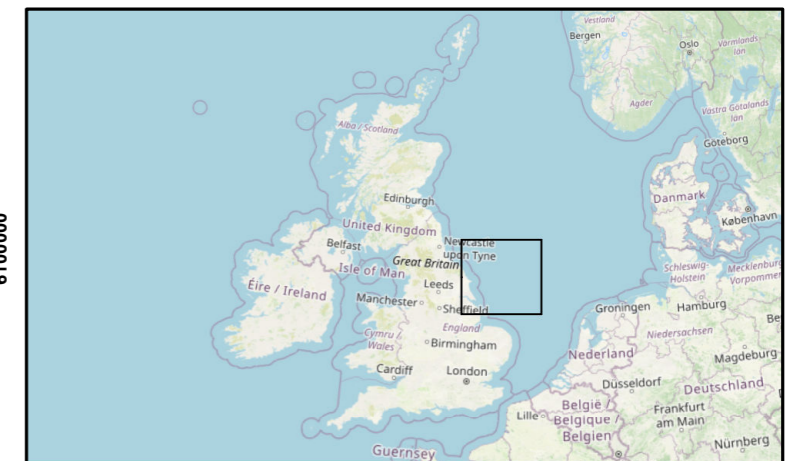 Vestland
Bergen
Oslo
Värmlands
län
Agder
Västra Götalands
län
Alba / Scotland
Göteborg
Danmark
Edinburgh
København
United Kingdom
Belfast
Newcastle
upon Tyne
Great Britain
Isle of Man
Schleswig-
Holstein
Mecklenburg
Vorpommer
Éire / Ireland
Leeds
Manchester
Sheffield
Groningen
Hamburg
Be
England
Niedersachsen
Cymru /
Wales
Birmingham
Nederland
Magdeburg
Cardiff
London
Düsseldorf
Deutschland
België /
Belgique /
Belgien
Lille
Frankfurt
am Main
Nürnberg
Guernsey